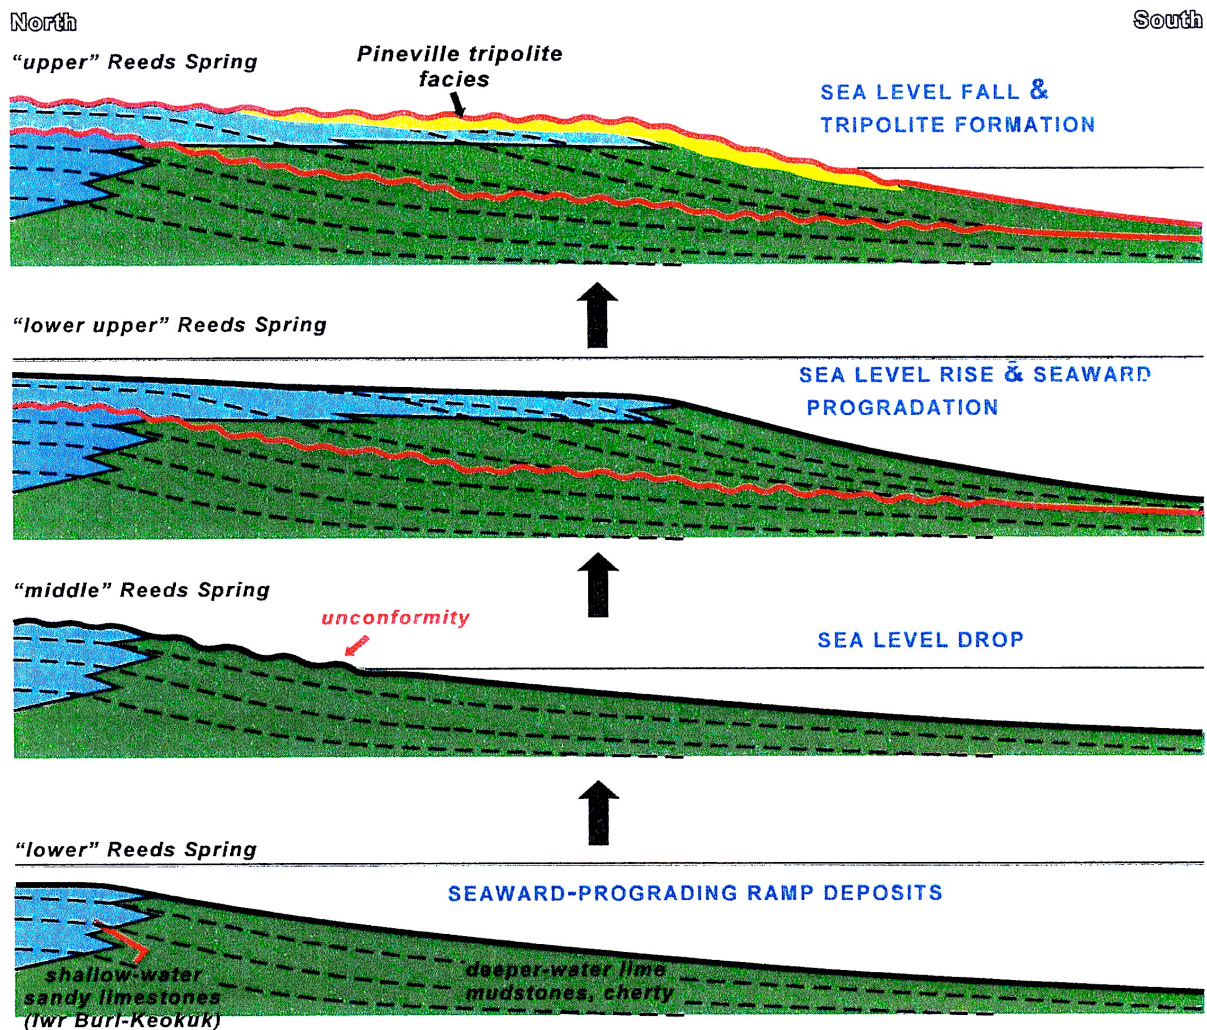 North
South
"upper" Reeds Spring
Pineville tripolite
facies
SEA LEVEL FALL &
TRIPOLITE FORMATION
"lower upper" Reeds Spring
SEA LEVEL RISE & SEAWARD
PROGRADATION
"middle" Reeds Spring
unconformity
SEA LEVEL DROP
"lower" Reeds Spring
SEAWARD-PROGRADING RAMP DEPOSITS
shallow-water
sandy limestones
(lwr Burl-Keokuk)
deeper-water lime
mudstones, cherty